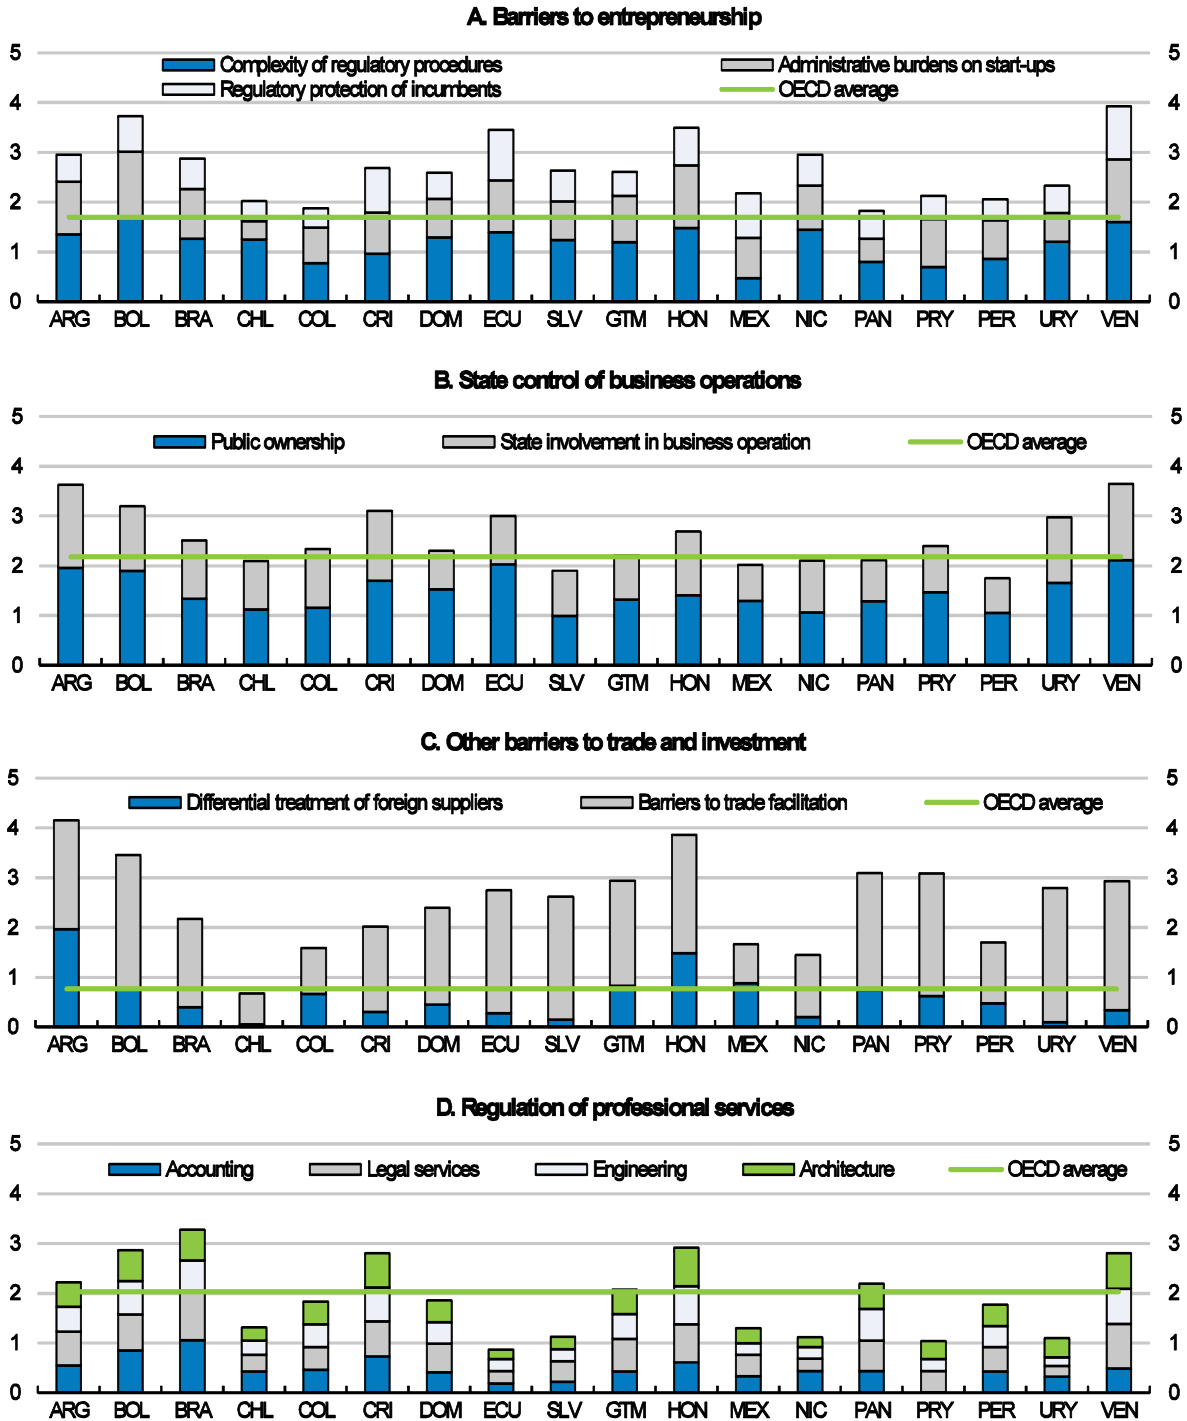 A. Barriers to entrepreneurship
5 5
Complexity of regulatory procedures Administrative burdens on start-ups
Regulatory protection of incumbents OECD average
4 4
3 3
2 2
1 1
0 0
ARG BOL BRA CHL COL CRI DOM ECU SLV GTM HON MEX NIC PAN PRY PER URY VEN
B. State control of business operations
5 5
Public ownership State involvement in business operation OECD average
4 4
3 3
2 2
1 1
0 0
ARG BOL BRA CHL COL CRI DOM ECU SLV GTM HON MEX NIC PAN PRY PER URY VEN
C. Other barriers to trade and investment
5 5
Differential treatment of foreign suppliers Barriers to trade facilitation OECD average
4 4
3 3
2 2
1 1
0 0
ARG BOL BRA CHL COL CRI DOM ECU SLV GTM HON MEX NIC PAN PRY PER URY VEN
D. Regulation of professional services
5 5
Accounting Legal services Engineering Architecture OECD average
4 4
3 3
2 2
1 1
0 0
ARG BOL BRA CHL COL CRI DOM ECU SLV GTM HON MEX NIC PAN PRY PER URY VEN